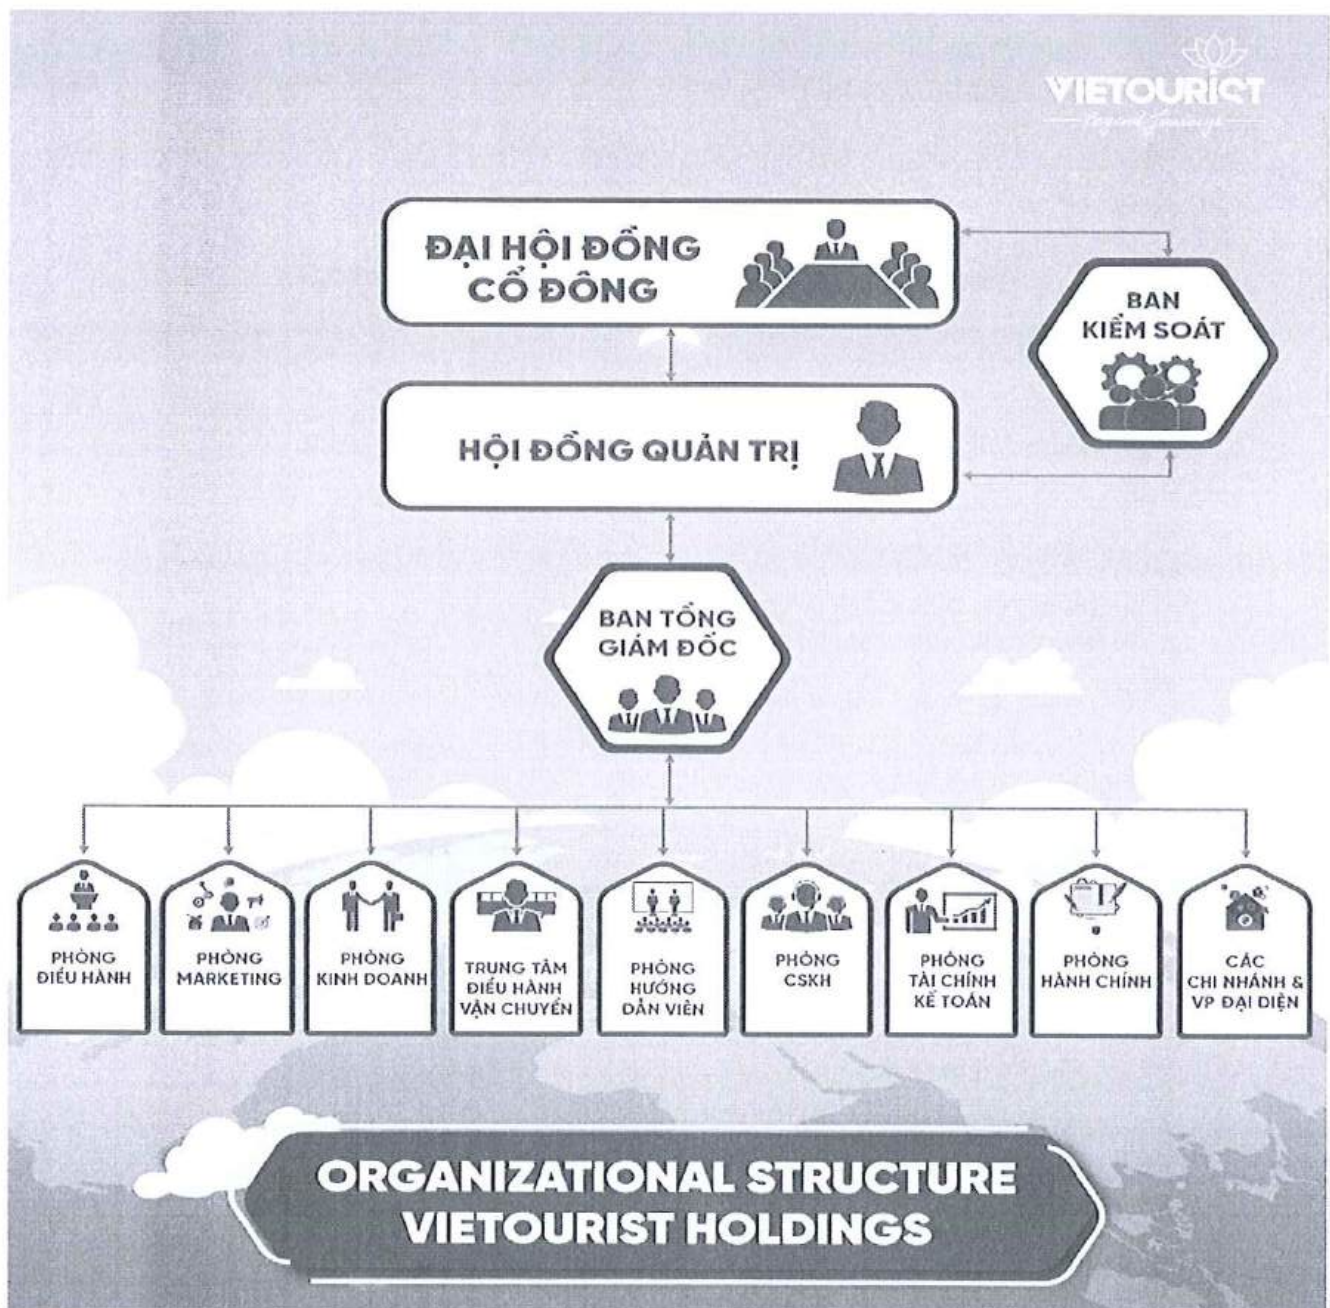 VIETOURIST
Beyond Journeys
ĐẠI HỘI ĐỒNG
CỔ ĐÔNG
BAN
KIỂM SOÁT
HỘI ĐỒNG QUẢN TRỊ
BAN TỔNG
GIÁM ĐỐC
PHÒNG
ĐIỀU HÀNH
PHÒNG
MARKETING
PHÒNG
KINH DOANH
TRUNG TÂM
ĐIỀU HÀNH
VẬN CHUYỂN
PHÒNG
HƯỚNG
DẪN VIÊN
PHÒNG
CSKH
PHÒNG
TÀI CHÍNH
KẾ TOÁN
PHÒNG
HÀNH CHÍNH
CÁC
CHI NHÁNH &
VP ĐẠI DIỆN
ORGANIZATIONAL STRUCTURE
VIETOURIST HOLDINGS